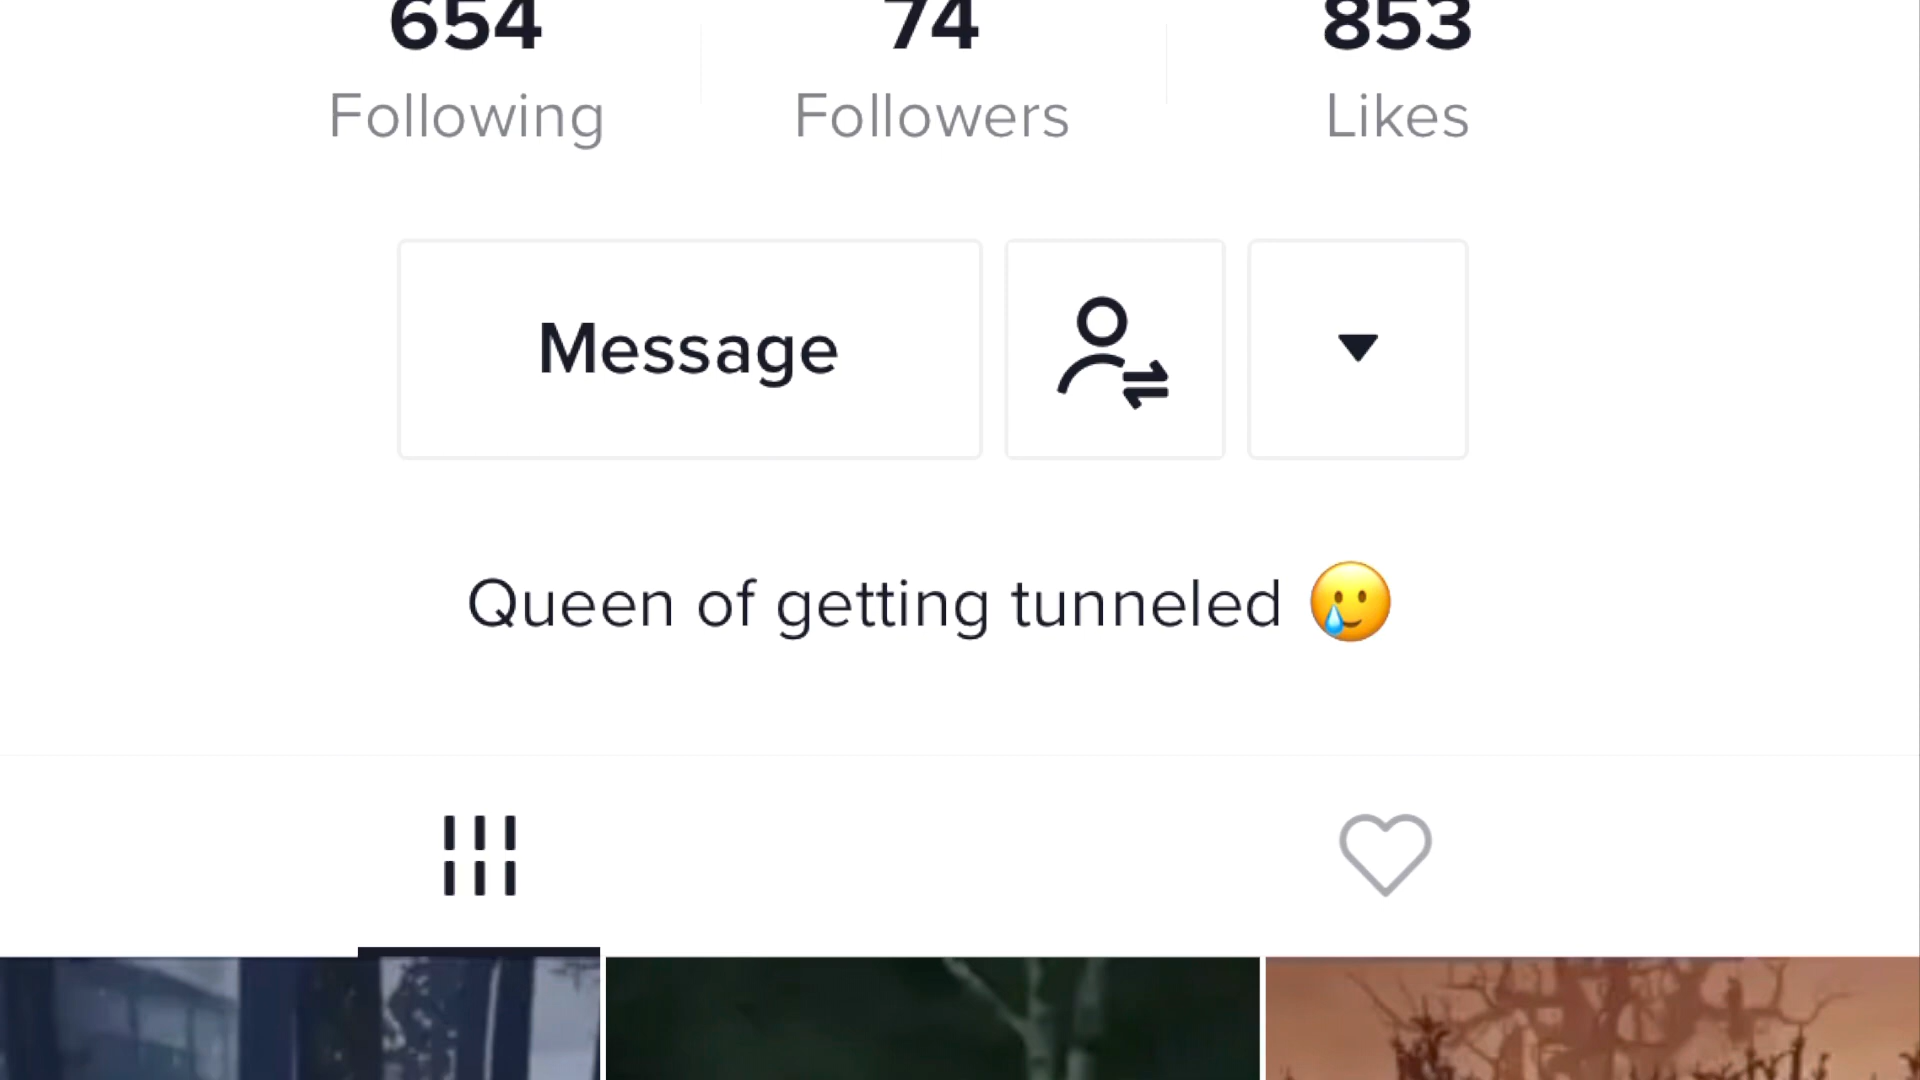 654 74 853
Following Followers Likes
Message
Queen of getting tunneled 🥲